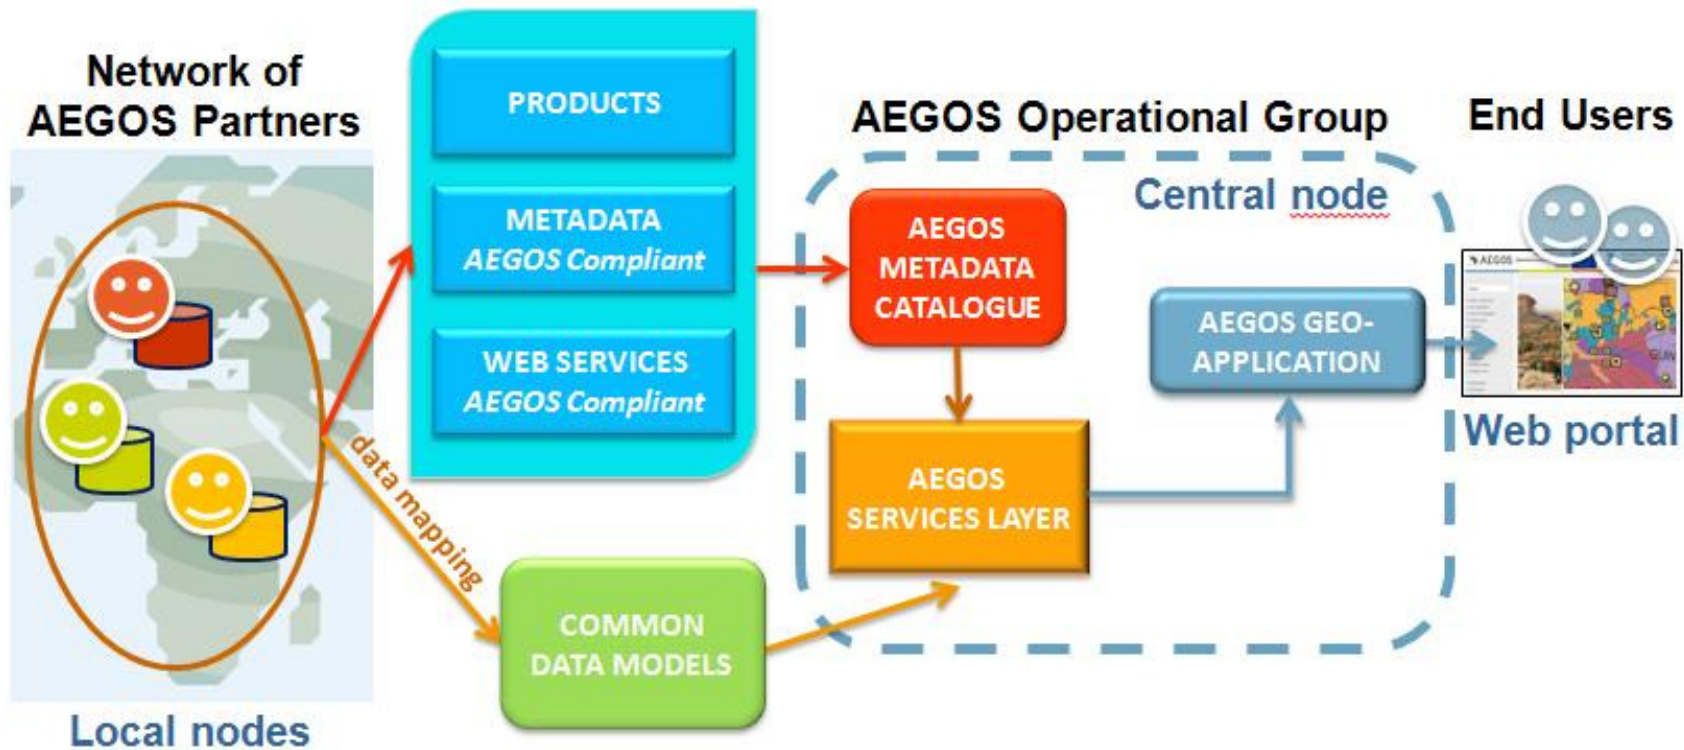 Network of
AEGOS Partners
Local nodes
PRODUCTS
METADATA
AEGOS Compliant
WEB SERVICES
AEGOS Compliant
data mapping
COMMON
DATA MODELS
AEGOS Operational Group
Central node
AEGOS
METADATA
CATALOGUE
AEGOS
SERVICES LAYER
AEGOS GEO-
APPLICATION
End Users
AEGOS
Web portal